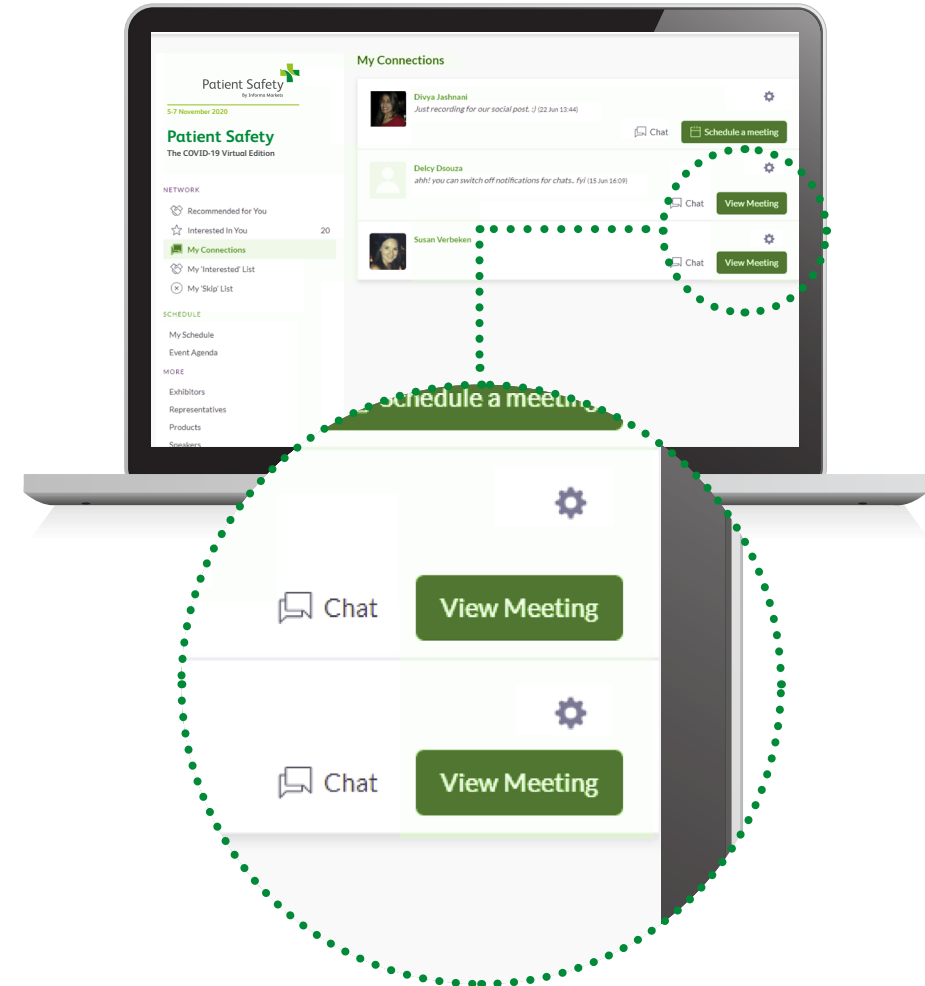 Patient Safety
By Informa Markets
5-7 November 2020
Patient Safety
The COVID-19 Virtual Edition
NETWORK
Recommended for You
Interested In You 20
My Connections
My 'Interested' List
My 'Skip' List
SCHEDULE
My Schedule
Event Agenda
MORE
Exhibitors
Representatives
Products
Speakers
My Connections
Divya Jashnani
Just recording for our social post. :) (22 Jun 13:44)
Chat Schedule a meeting
Delcy Dsouza
ahh! you can switch off notifications for chats.. fyi (15 Jun 16:09)
Chat View Meeting
Susan Verbeken
Chat View Meeting
Schedule a meeting
Chat View Meeting
Chat View Meeting